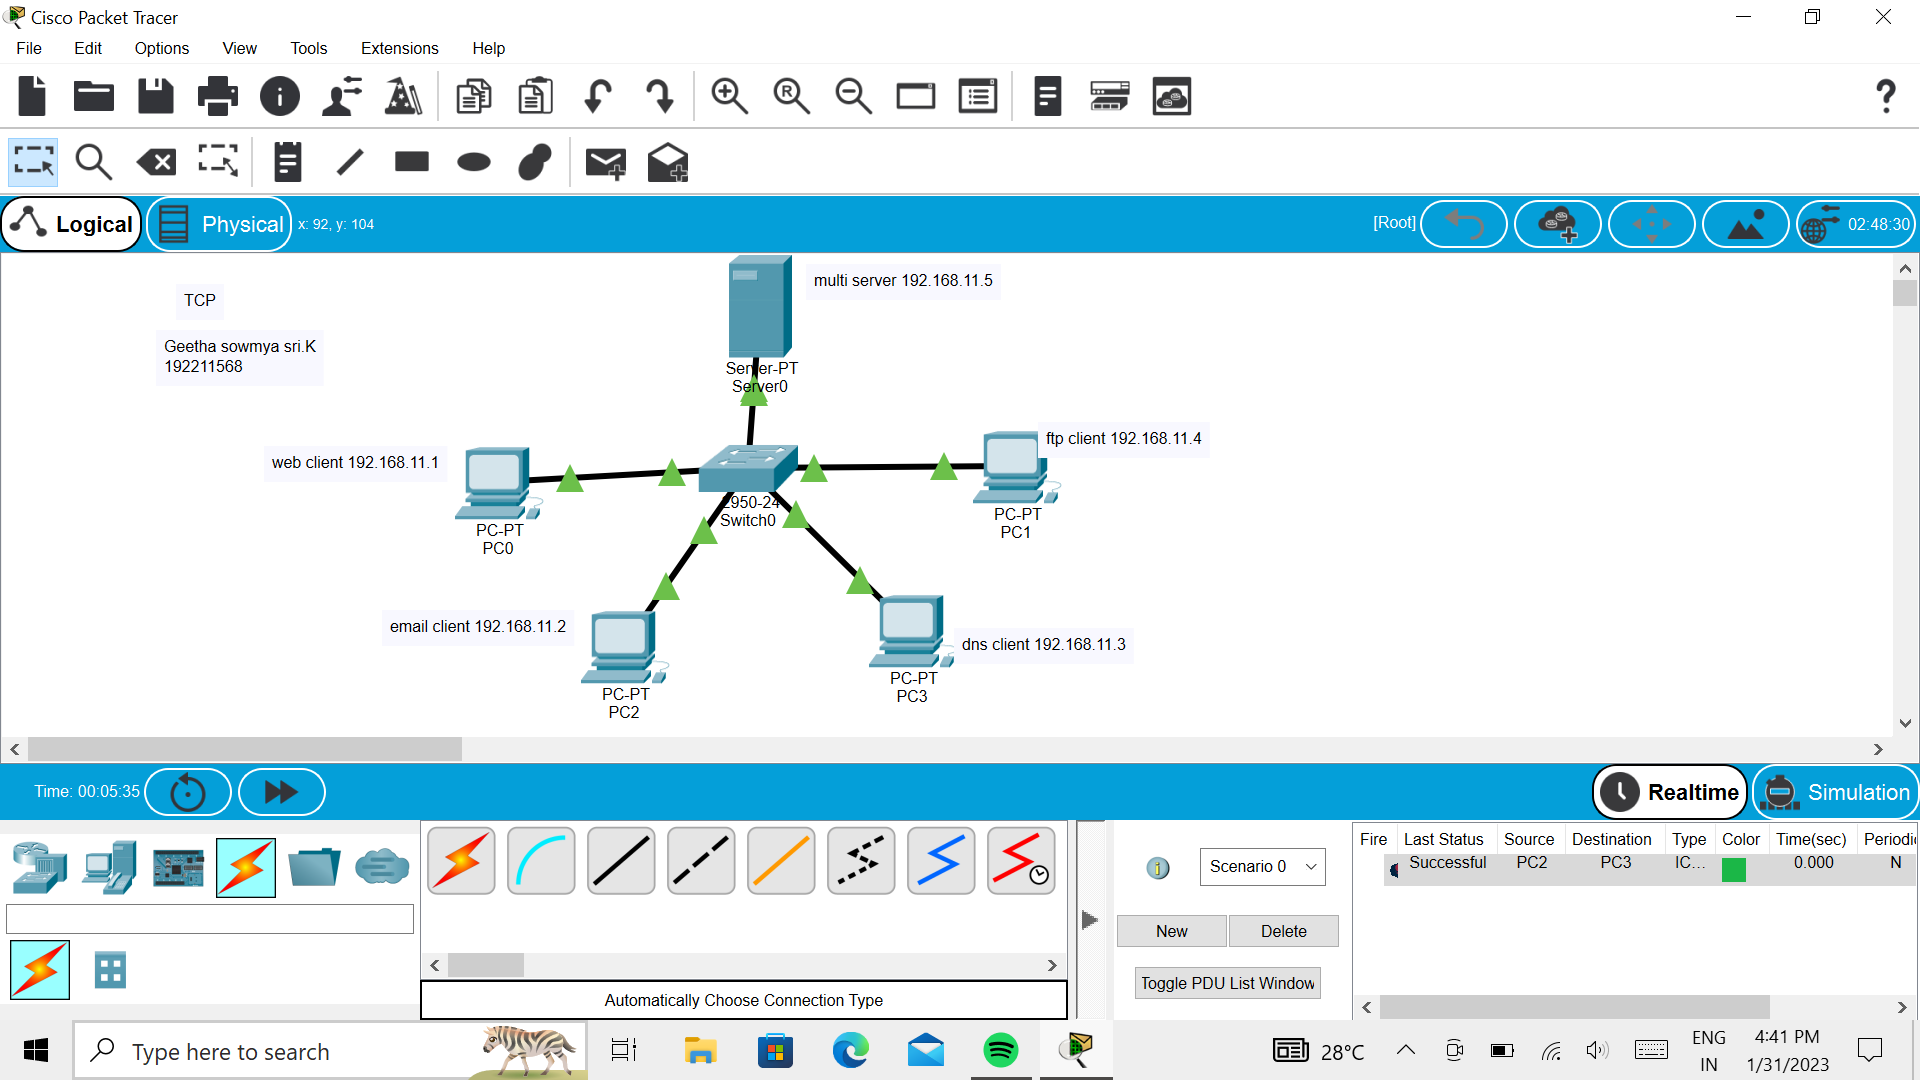 Cisco Packet Tracer
File Edit Options View Tools Extensions Help
Logical Physical x: 92, y: 104 [Root] 02:48:30
multi server 192.168.11.5
TCP
Geetha sowmya sri.K
192211568
Server-PT
Server0
ftp client 192.168.11.4
web client 192.168.11.1
2950-24
Switch0
PC-PT
PC1
PC-PT
PC0
email client 192.168.11.2
dns client 192.168.11.3
PC-PT
PC3
PC-PT
PC2
Time: 00:05:35 Realtime Simulation
Fire Last Status Source Destination Type Color Time(sec) Periodic
Successful PC2 PC3 IC... 0.000 N
Scenario 0
New Delete
Toggle PDU List Window
Automatically Choose Connection Type
Type here to search
28°C
ENG
IN
4:41 PM
1/31/2023